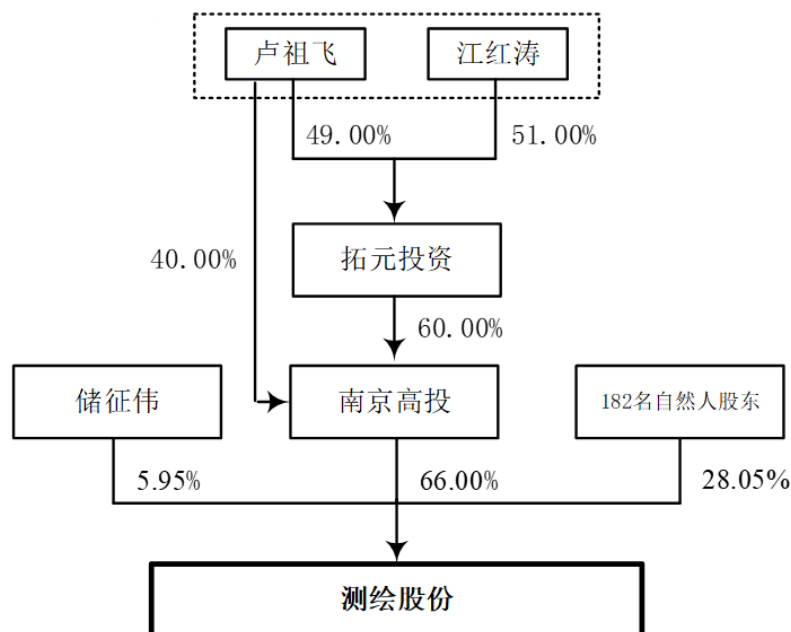 卢祖飞
江红涛
49.00%
51.00%
40.00%
拓元投资
60.00%
储征伟
南京高投
182名自然人股东
5.95%
66.00%
28.05%
测绘股份